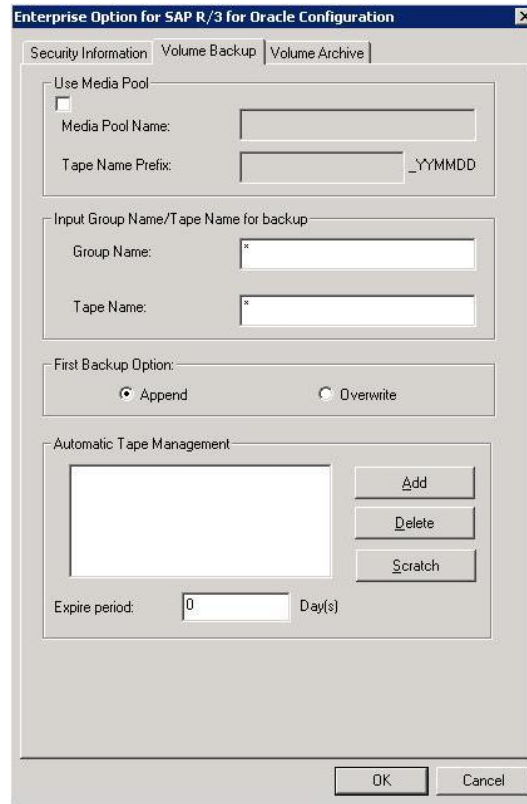 Enterprise Option for SAP R/3 for Oracle Configuration
Security Information Volume Backup Volume Archive
Use Media Pool
Media Pool Name:
Tape Name Prefix: _YYMMDD
Input Group Name/Tape Name for backup
Group Name: *
Tape Name: *
First Backup Option:
Append Overwrite
Automatic Tape Management
Add
Delete
Scratch
Expire period: 0 Day(s)
OK Cancel